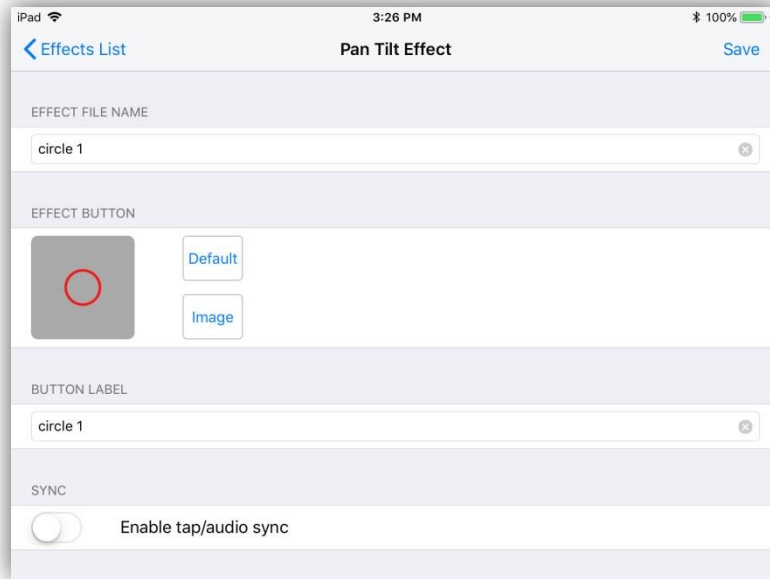 iPad 3:26 PM 100%
Effects List Pan Tilt Effect Save
EFFECT FILE NAME
circle 1
EFFECT BUTTON
Default
Image
BUTTON LABEL
circle 1
SYNC
Enable tap/audio sync